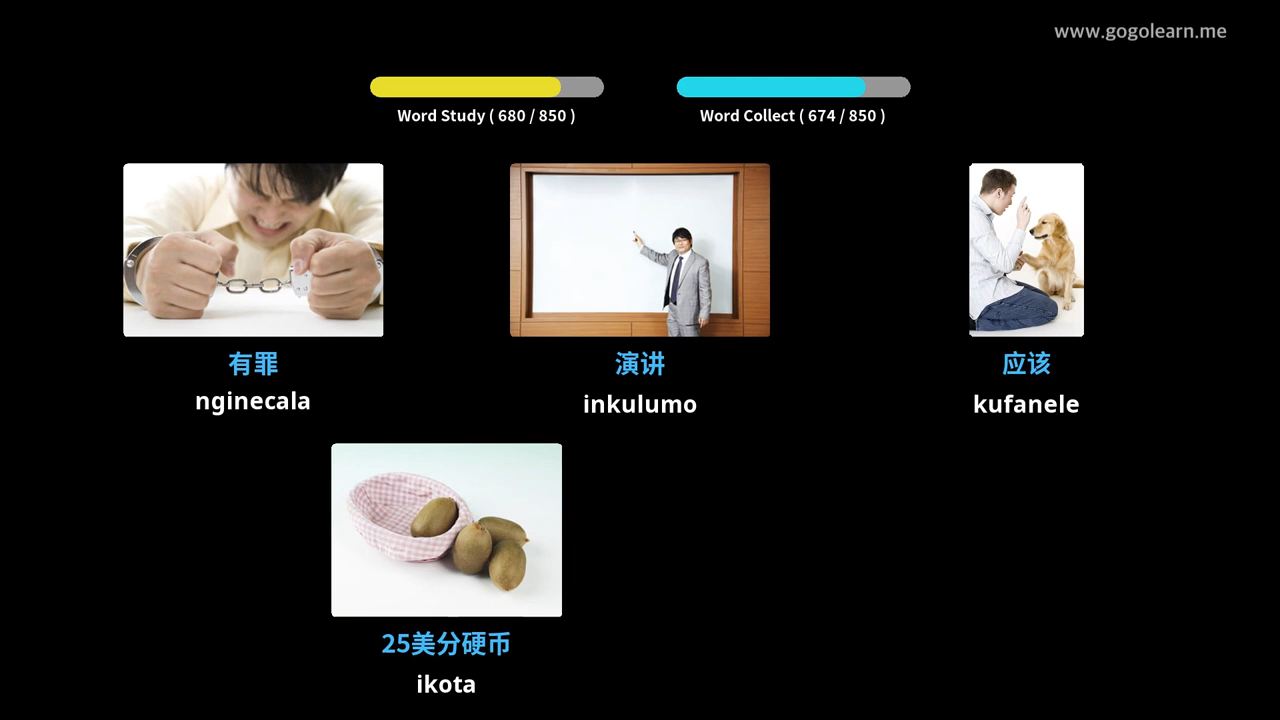 www.gogolearn.me
Word Study ( 680 / 850 )
Word Collect ( 674 / 850 )
有罪
nginecala
演讲
inkulumo
应该
kufanele
25美分硬币
ikota